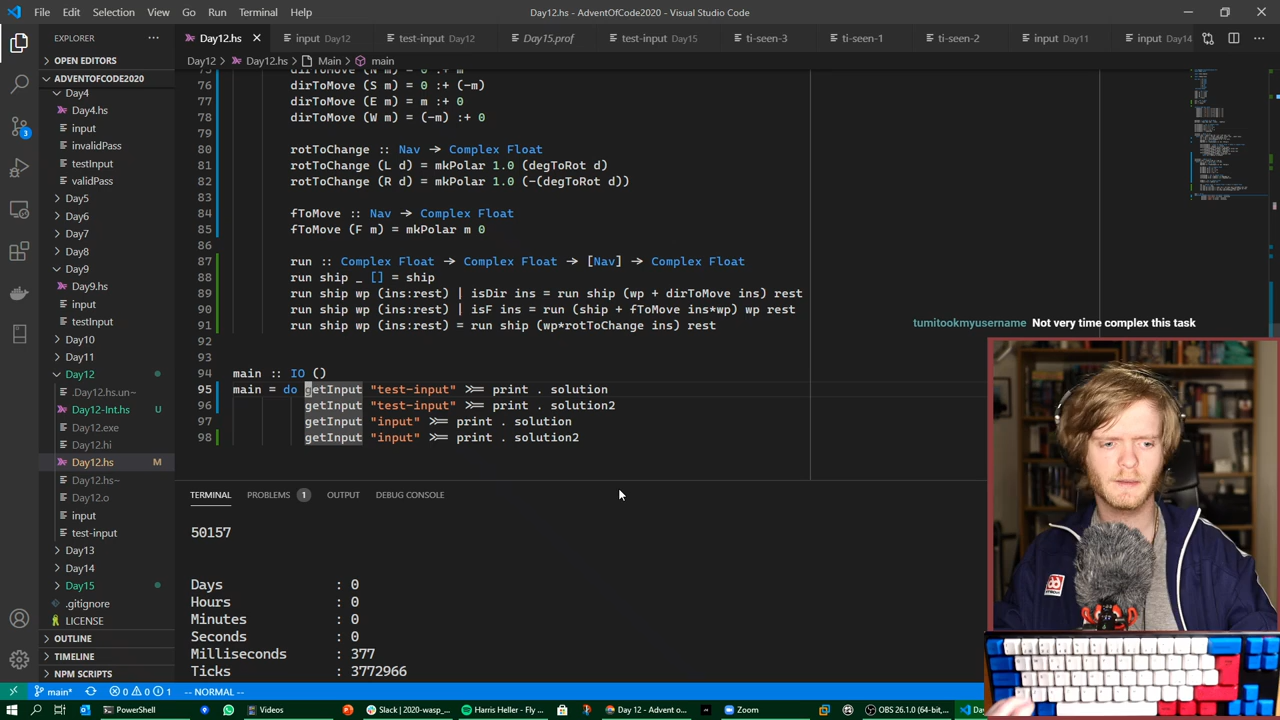 File Edit Selection View Go Run Terminal Help
Day12.hs - AdventOfCode2020 - Visual Studio Code
EXPLORER
Day12.hs
input Day12
test-input Day12
Day15.prof
test-input Day15
ti-seen-3
ti-seen-1
ti-seen-2
input Day11
input Day14
OPEN EDITORS
ADVENTOFCODE2020
Day4
Day4.hs
input
invalidPass
testInput
validPass
Day5
Day6
Day7
Day8
Day9
Day9.hs
input
testInput
Day10
Day11
Day12
.Day12.hs.un~
Day12-Int.hs U
Day12.exe
Day12.hi
Day12.hs M
Day12.hs~
Day12.o
input
test-input
Day13
Day14
Day15
.gitignore
LICENSE
OUTLINE
TIMELINE
NPM SCRIPTS
3
Day12 > Day12.hs > Main > main
75 dirToMove (N m) = 0 :+ m
76 dirToMove (S m) = 0 :+ (-m)
77 dirToMove (E m) = m :+ 0
78 dirToMove (W m) = (-m) :+ 0
79
80 rotToChange :: Nav → Complex Float
81 rotToChange (L d) = mkPolar 1.0 (degToRot d)
82 rotToChange (R d) = mkPolar 1.0 (-(degToRot d))
83
84 fToMove :: Nav → Complex Float
85 fToMove (F m) = mkPolar m 0
86
87 run :: Complex Float → Complex Float → [Nav] → Complex Float
88 run ship _ [] = ship
89 run ship wp (ins:rest) | isDir ins = run ship (wp + dirToMove ins) rest
90 run ship wp (ins:rest) | isF ins = run (ship + fToMove ins*wp) wp rest
91 run ship wp (ins:rest) = run ship (wp*rotToChange ins) rest
92
93
94 main :: IO ()
95 main = do getInput "test-input" >>= print . solution
96 getInput "test-input" >>= print . solution2
97 getInput "input" >>= print . solution
98 getInput "input" >>= print . solution2
tumitookmyusername Not very time complex this task
TERMINAL PROBLEMS 1 OUTPUT DEBUG CONSOLE
50157
Days : 0
Hours : 0
Minutes : 0
Seconds : 0
Milliseconds : 377
Ticks : 3772966
main* 0 0 1 -- NORMAL --
PowerShell
Videos
Slack | 2020-wasp_...
Harris Heller - Fly ...
Day 12 - Advent o...
Zoom
OBS 26.1.0 (64-bit,...